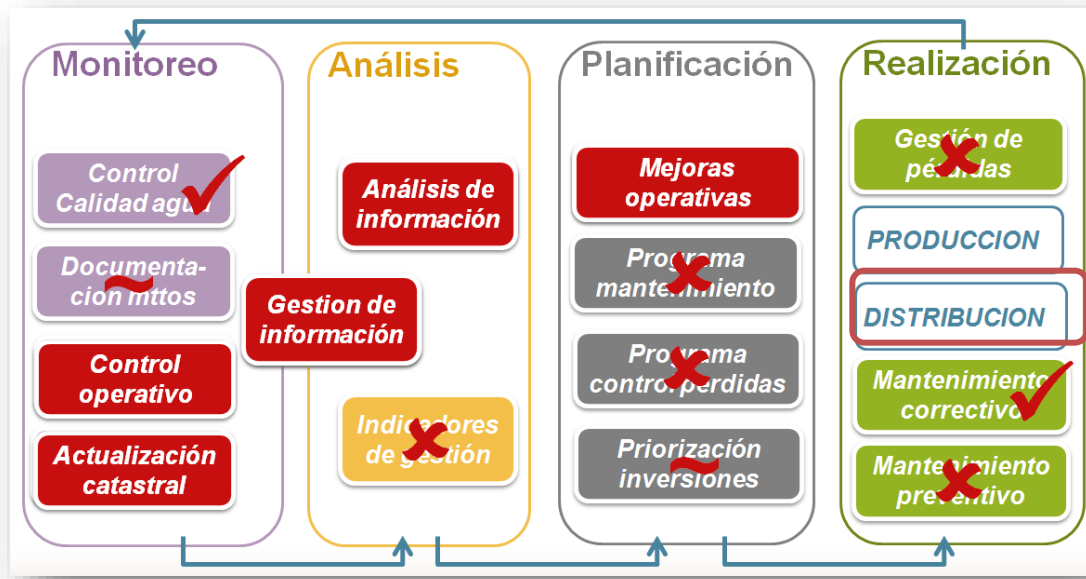 Monitoreo
Control
Calidad agua
Documenta-
cion mttos
Control
operativo
Actualización
catastral
Gestion de
información
Análisis
Análisis de
información
Indicadores
de gestión
Planificación
Mejoras
operativas
Programa
mantenimiento
Programa
control perdidas
Priorización
inversiones
Realización
Gestión de
pérdidas
PRODUCCION
DISTRIBUCION
Mantenimiento
correctivo
Mantenimiento
preventivo